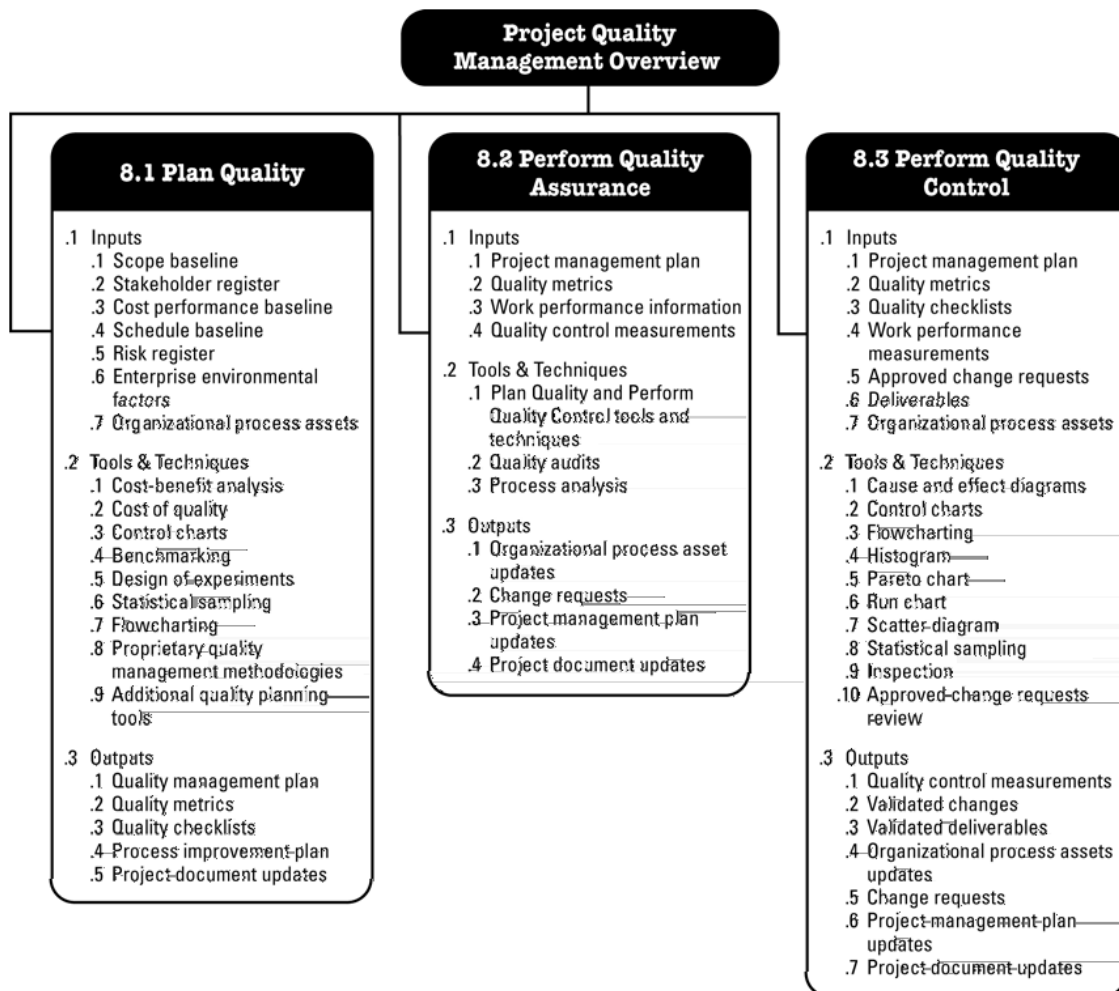 Project Quality
Management Overview
8.1 Plan Quality
.1 Inputs
.1 Scope baseline
.2 Stakeholder register
.3 Cost performance baseline
.4 Schedule baseline
.5 Risk register
.6 Enterprise environmental
factors
.7 Organizational process assets
.2 Tools & Techniques
.1 Cost-benefit analysis
.2 Cost of quality
.3 Control charts
.4 Benchmarking
.5 Design of experiments
.6 Statistical sampling
.7 Flowcharting
.8 Proprietary quality
management methodologies
.9 Additional quality planning
tools
.3 Outputs
.1 Quality management plan
.2 Quality metrics
.3 Quality checklists
.4 Process improvement plan
.5 Project document updates
8.2 Perform Quality
Assurance
.1 Inputs
.1 Project management plan
.2 Quality metrics
.3 Work performance information
.4 Quality control measurements
.2 Tools & Techniques
.1 Plan Quality and Perform
Quality Control tools and
techniques
.2 Quality audits
.3 Process analysis
.3 Outputs
.1 Organizational process asset
updates
.2 Change requests
.3 Project management plan
updates
.4 Project document updates
8.3 Perform Quality
Control
.1 Inputs
.1 Project management plan
.2 Quality metrics
.3 Quality checklists
.4 Work performance
measurements
.5 Approved change requests
.6 Deliverables
.7 Organizational process assets
.2 Tools & Techniques
.1 Cause and effect diagrams
.2 Control charts
.3 Flowcharting
.4 Histogram
.5 Pareto chart
.6 Run chart
.7 Scatter diagram
.8 Statistical sampling
.9 Inspection
.10 Approved change requests
review
.3 Outputs
.1 Quality control measurements
.2 Validated changes
.3 Validated deliverables
.4 Organizational process assets
updates
.5 Change requests
.6 Project management plan
updates
.7 Project document updates